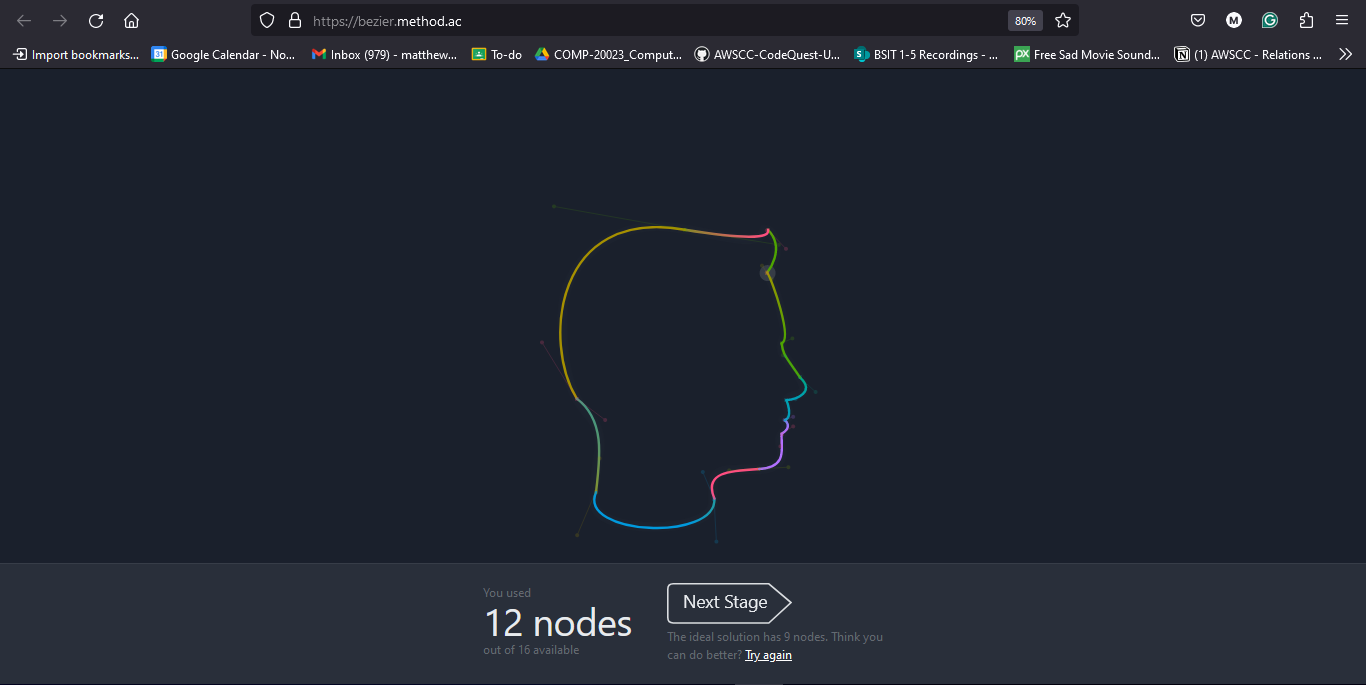 https://bezier.method.ac
80%
M
G
Import bookmarks...
31
Google Calendar - No...
Inbox (979) - matthew...
To-do
COMP-20023_Comput...
AWSCC-CodeQuest-U...
S
BSIT 1-5 Recordings - ...
px
Free Sad Movie Sound...
N
(1) AWSCC - Relations ...
You used
12 nodes
out of 16 available
Next Stage
The ideal solution has 9 nodes. Think you
can do better? Try again